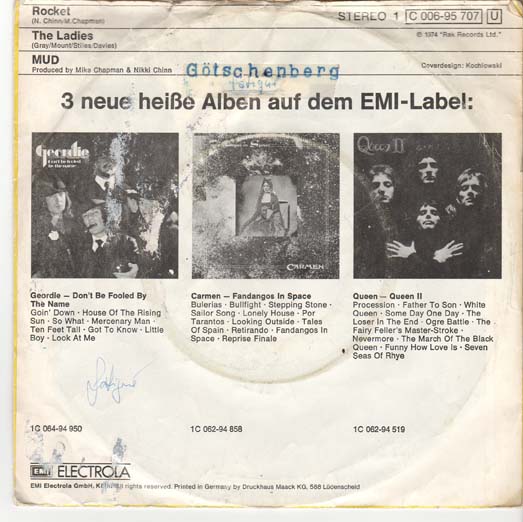 Rocket
(N. Chinn/M.Chapman)
STEREO 1 C 006-95 707 U
The Ladies
(Gray/Mount/Stiles/Davies)
℗ 1974 "Rak Records Ltd."
MUD
Produced by Mike Chapman & Nikki Chinn
Coverdesign: Kochlowski
Götschenberg
3 neue heiße Alben auf dem EMI-Label:
Geordie
Don't be fooled
by the name
CARMEN
Queen II
Geordie — Don't Be Fooled By
The Name
Goin' Down · House Of The Rising
Sun · So What · Mercenary Man ·
Ten Feet Tall · Got To Know · Little
Boy · Look At Me
1C 064-94 950
Carmen — Fandangos In Space
Bulerias · Bullfight · Stepping Stone ·
Sailor Song · Lonely House · Por
Tarantos · Looking Outside · Tales
Of Spain · Retirando · Fandangos In
Space · Reprise Finale
1C 062-94 858
Queen — Queen II
Procession · Father To Son · White
Queen · Some Day One Day · The
Loser In The End · Ogre Battle · The
Fairy Feller's Master-Stroke ·
Nevermore · The March Of The Black
Queen · Funny How Love Is · Seven
Seas Of Rhye
1C 062-94 519
EMI ELECTROLA
EMI Electrola GmbH, All rights reserved. Printed in Germany by Druckhaus Maack KG, 588 Lüdenscheid